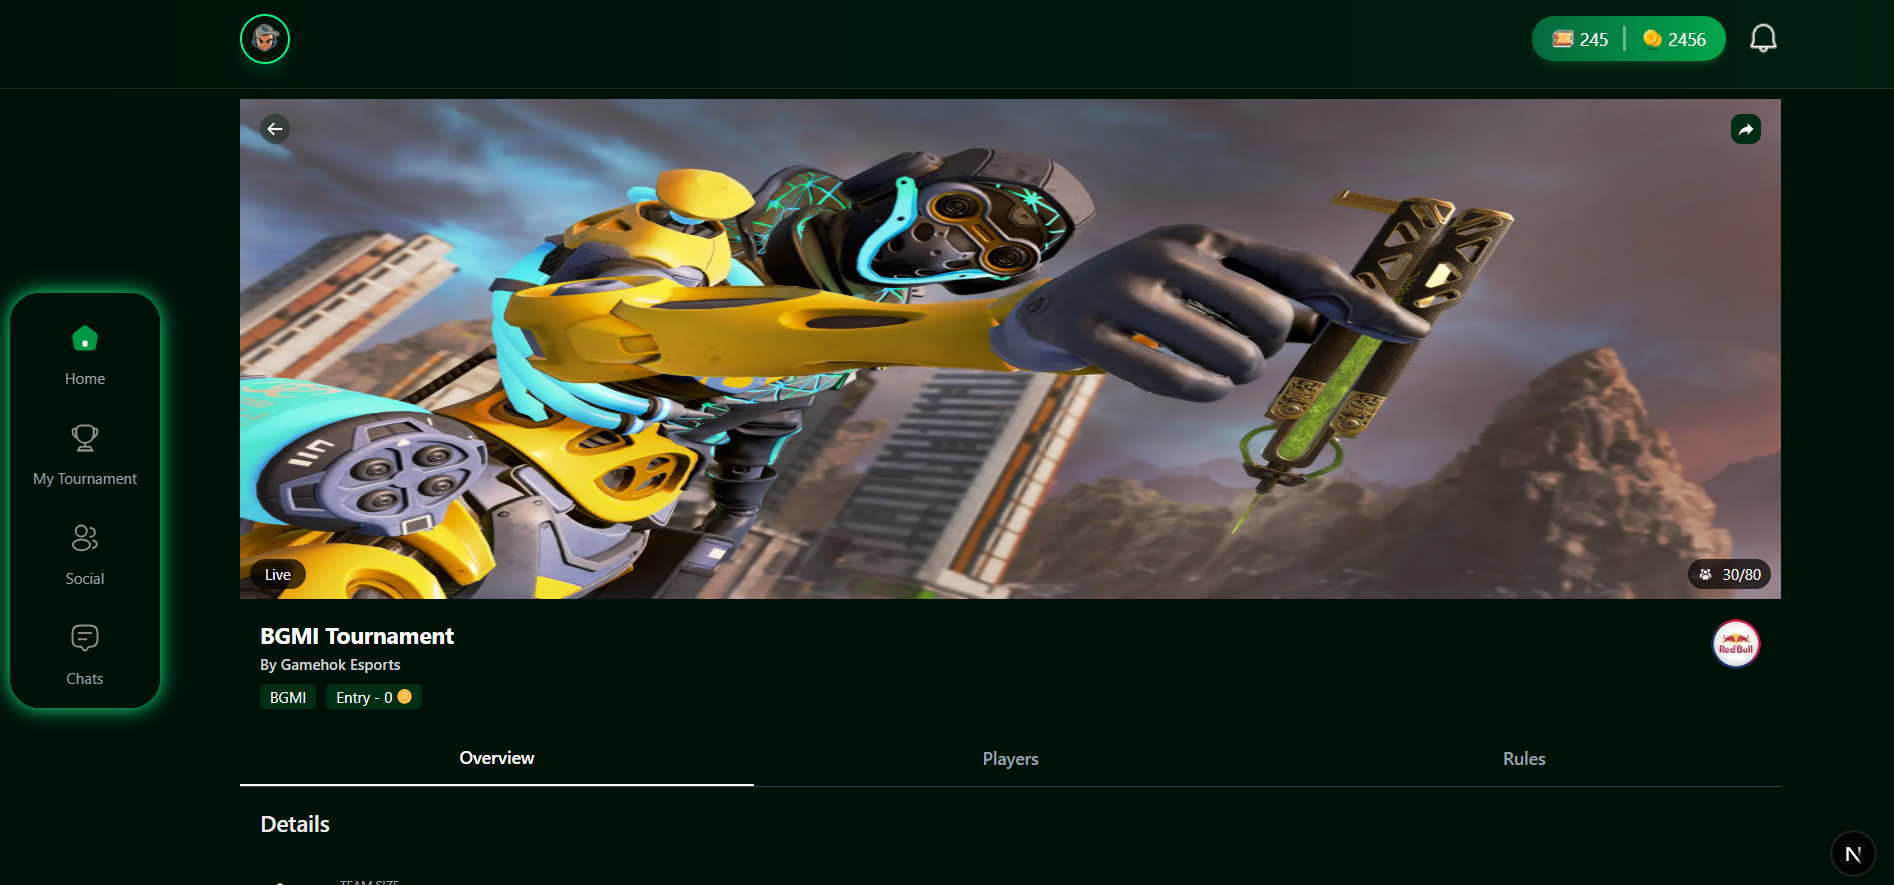 245
2456
Live
30/80
Home
My Tournament
Social
Chats
BGMI Tournament
By Gamehok Esports
Red Bull
BGMI
Entry - 0
Overview
Players
Rules
Details
TEAM SIZE
N